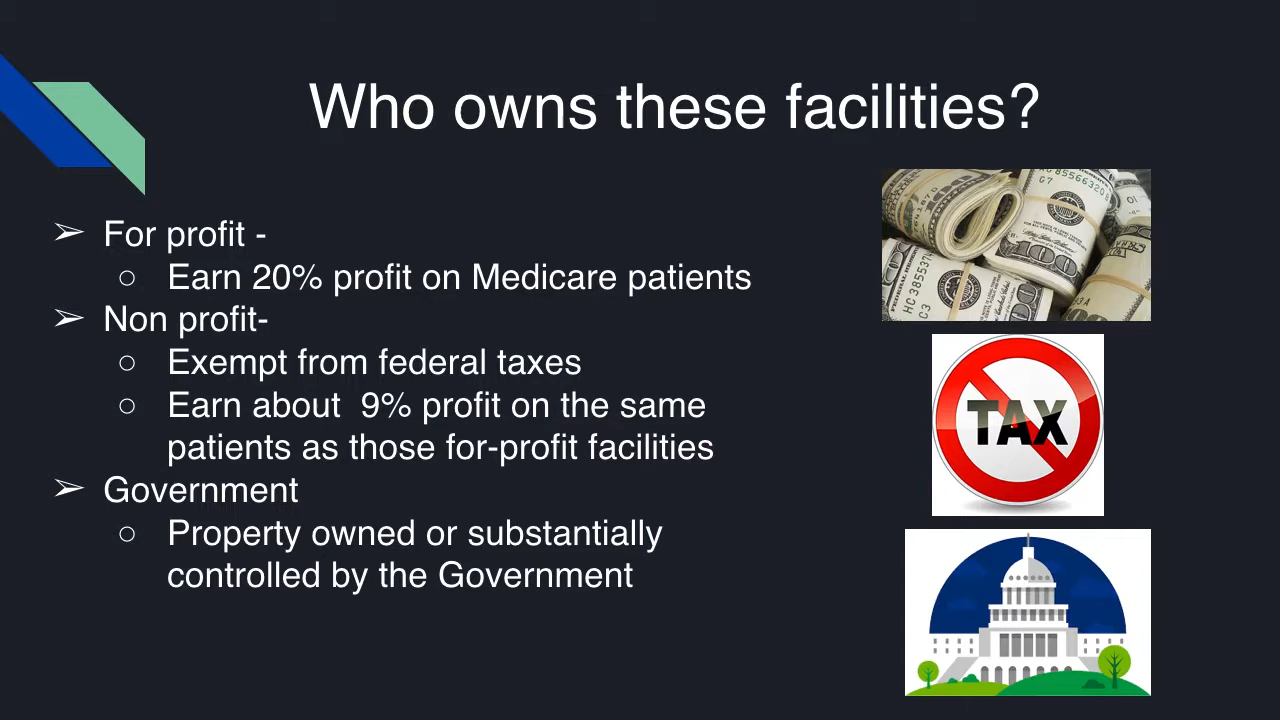 Who owns these facilities?
➢ For profit -
○ Earn 20% profit on Medicare patients
➢ Non profit-
○ Exempt from federal taxes
○ Earn about  9% profit on the same
patients as those for-profit facilities
➢ Government
○ Property owned or substantially
controlled by the Government
G7
100
TAX